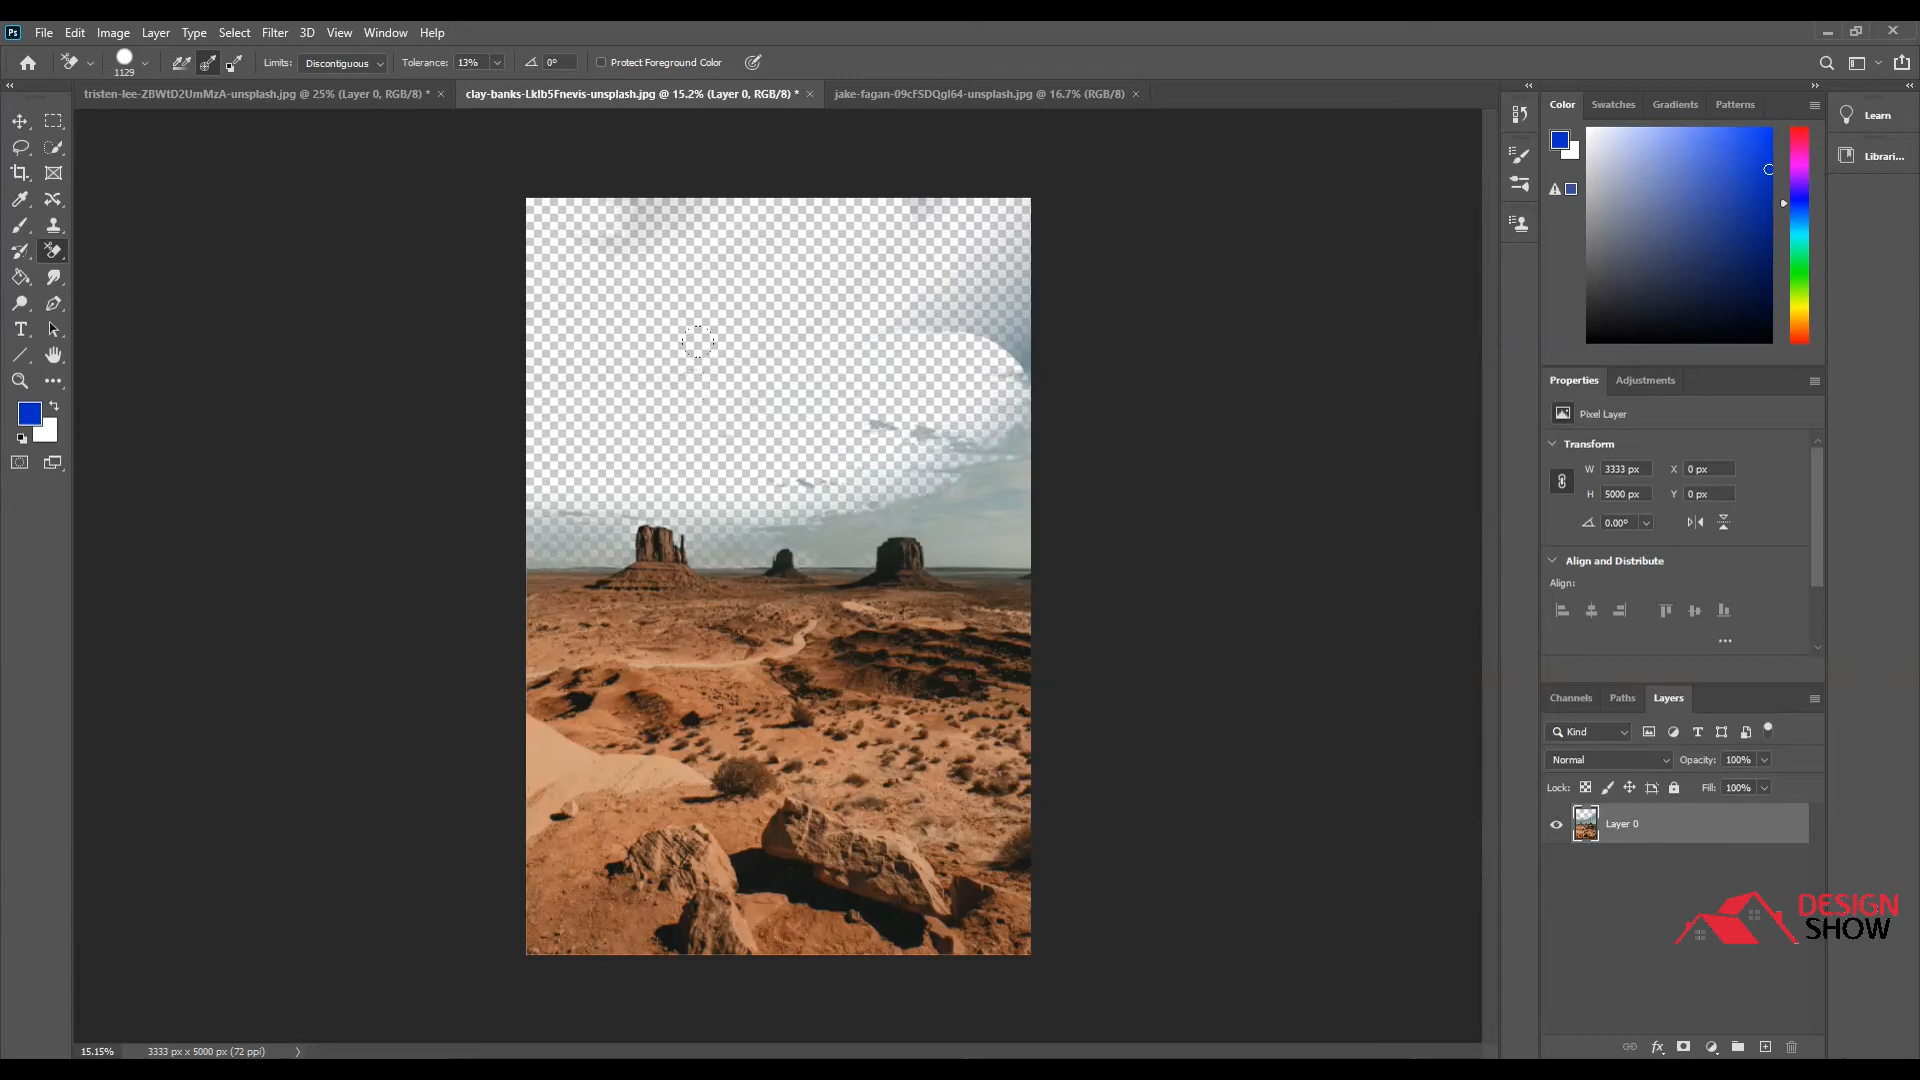 Ps File Edit Image Layer Type Select Filter 3D View Window Help
1129 Limits: Discontiguous Tolerance: 13% 0° Protect Foreground Color
tristen-lee-ZBWtD2UmMzA-unsplash.jpg @ 25% (Layer 0, RGB/8) * clay-banks-LkIb5Fnevis-unsplash.jpg @ 15.2% (Layer 0, RGB/8) * jake-fagan-09cFSDQgI64-unsplash.jpg @ 16.7% (RGB/8)
Color Swatches Gradients Patterns
Learn
Librari...
Properties Adjustments
Pixel Layer
Transform
W 3333 px X 0 px
H 5000 px Y 0 px
0.00°
Align and Distribute
Align:
Channels Paths Layers
Kind
Normal Opacity: 100%
Lock: Fill: 100%
Layer 0
DESIGN
SHOW
fx
15.15% 3333 px x 5000 px (72 ppi)